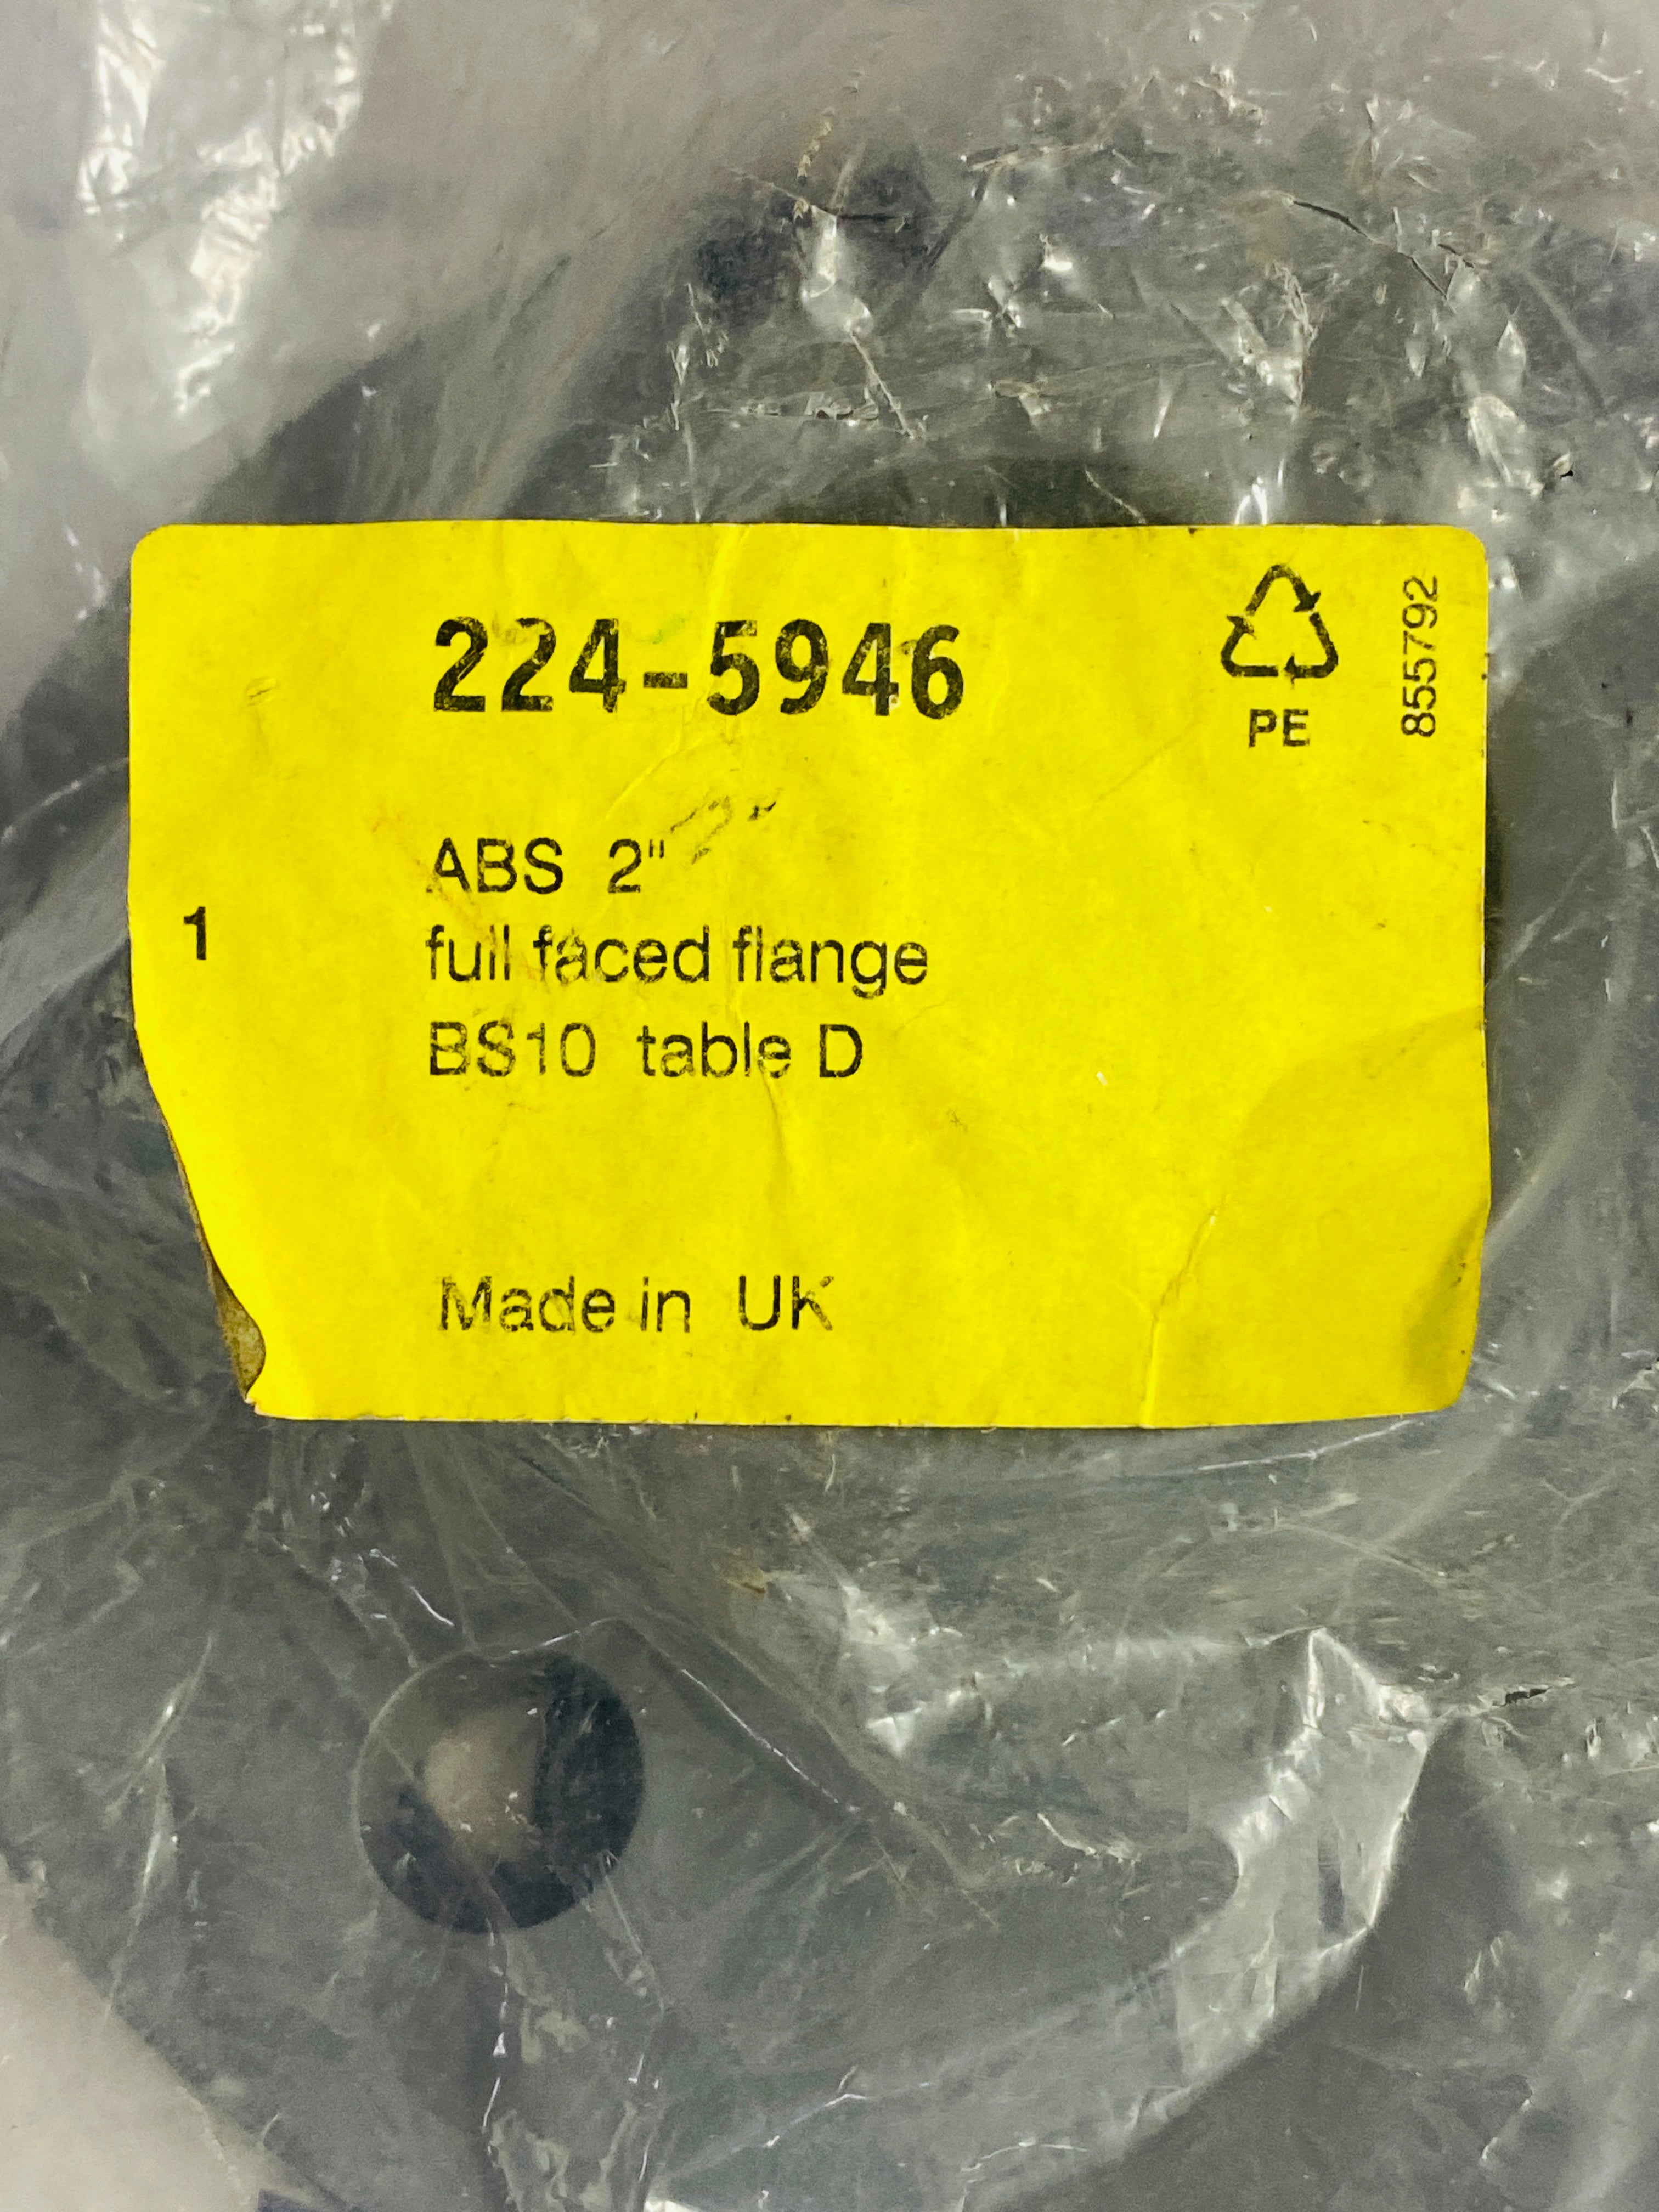 224-5946
PE
855792
ABS 2"
1
full faced flange
BS10 table D
Made in UK